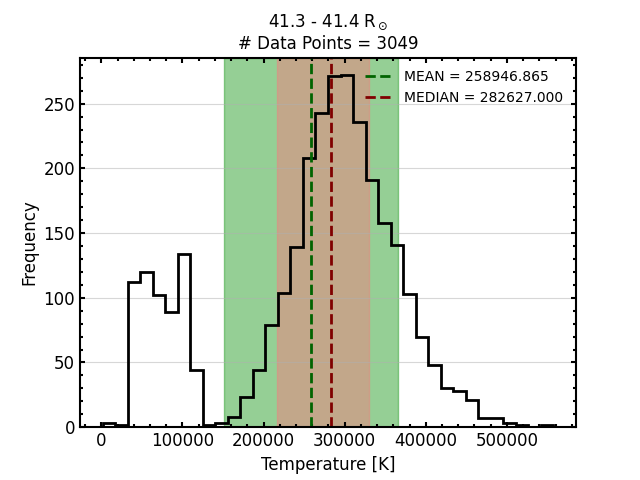 41.3 - 41.4 R☉
# Data Points = 3049
MEAN = 258946.865
MEDIAN = 282627.000
Frequency
250
200
150
100
50
0
0 100000 200000 300000 400000 500000
Temperature [K]